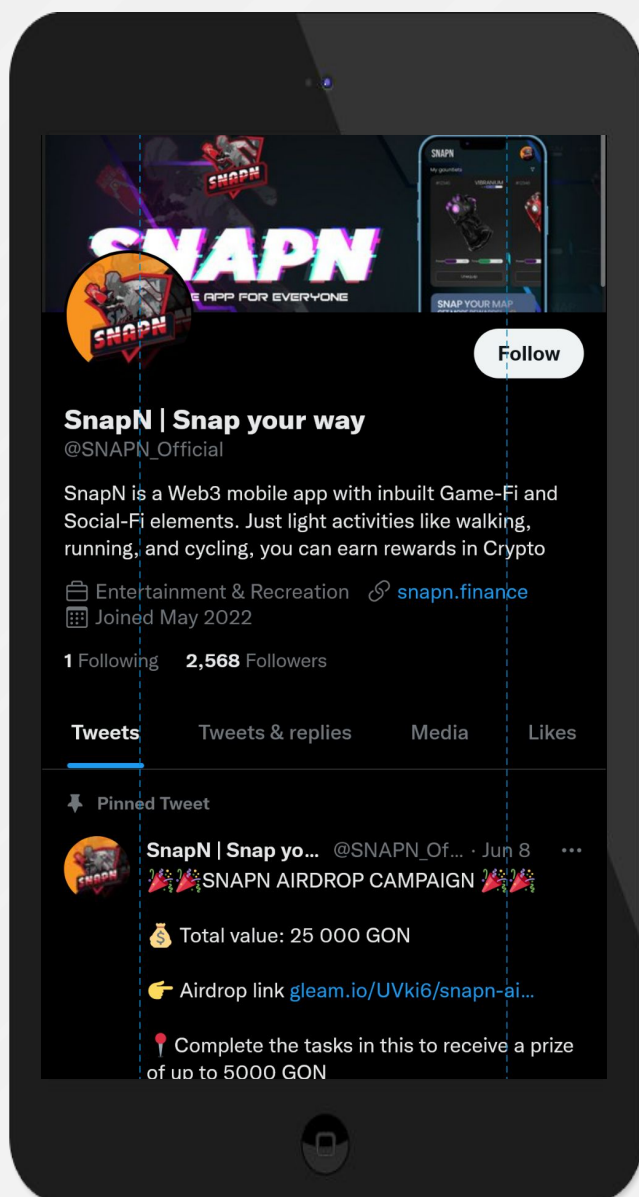 SNAPN
SNAPN
My gauntlets
VIBRANIUM
SNAPN
E APP FOR EVERYONE
SNAP YOUR MAP
SNAPN
Follow
SnapN | Snap your way
@SNAPN_Official
SnapN is a Web3 mobile app with inbuilt Game-Fi and
Social-Fi elements. Just light activities like walking,
running, and cycling, you can earn rewards in Crypto
Entertainment & Recreation snapn.finance
Joined May 2022
1 Following 2,568 Followers
Tweets Tweets & replies Media Likes
Pinned Tweet
SnapN | Snap yo... @SNAPN_Of... · Jun 8 ...
🎉🎉SNAPN AIRDROP CAMPAIGN 🎉🎉
💰 Total value: 25 000 GON
👉 Airdrop link gleam.io/UVki6/snapn-ai...
📍 Complete the tasks in this to receive a prize
of up to 5000 GON
SNAPN